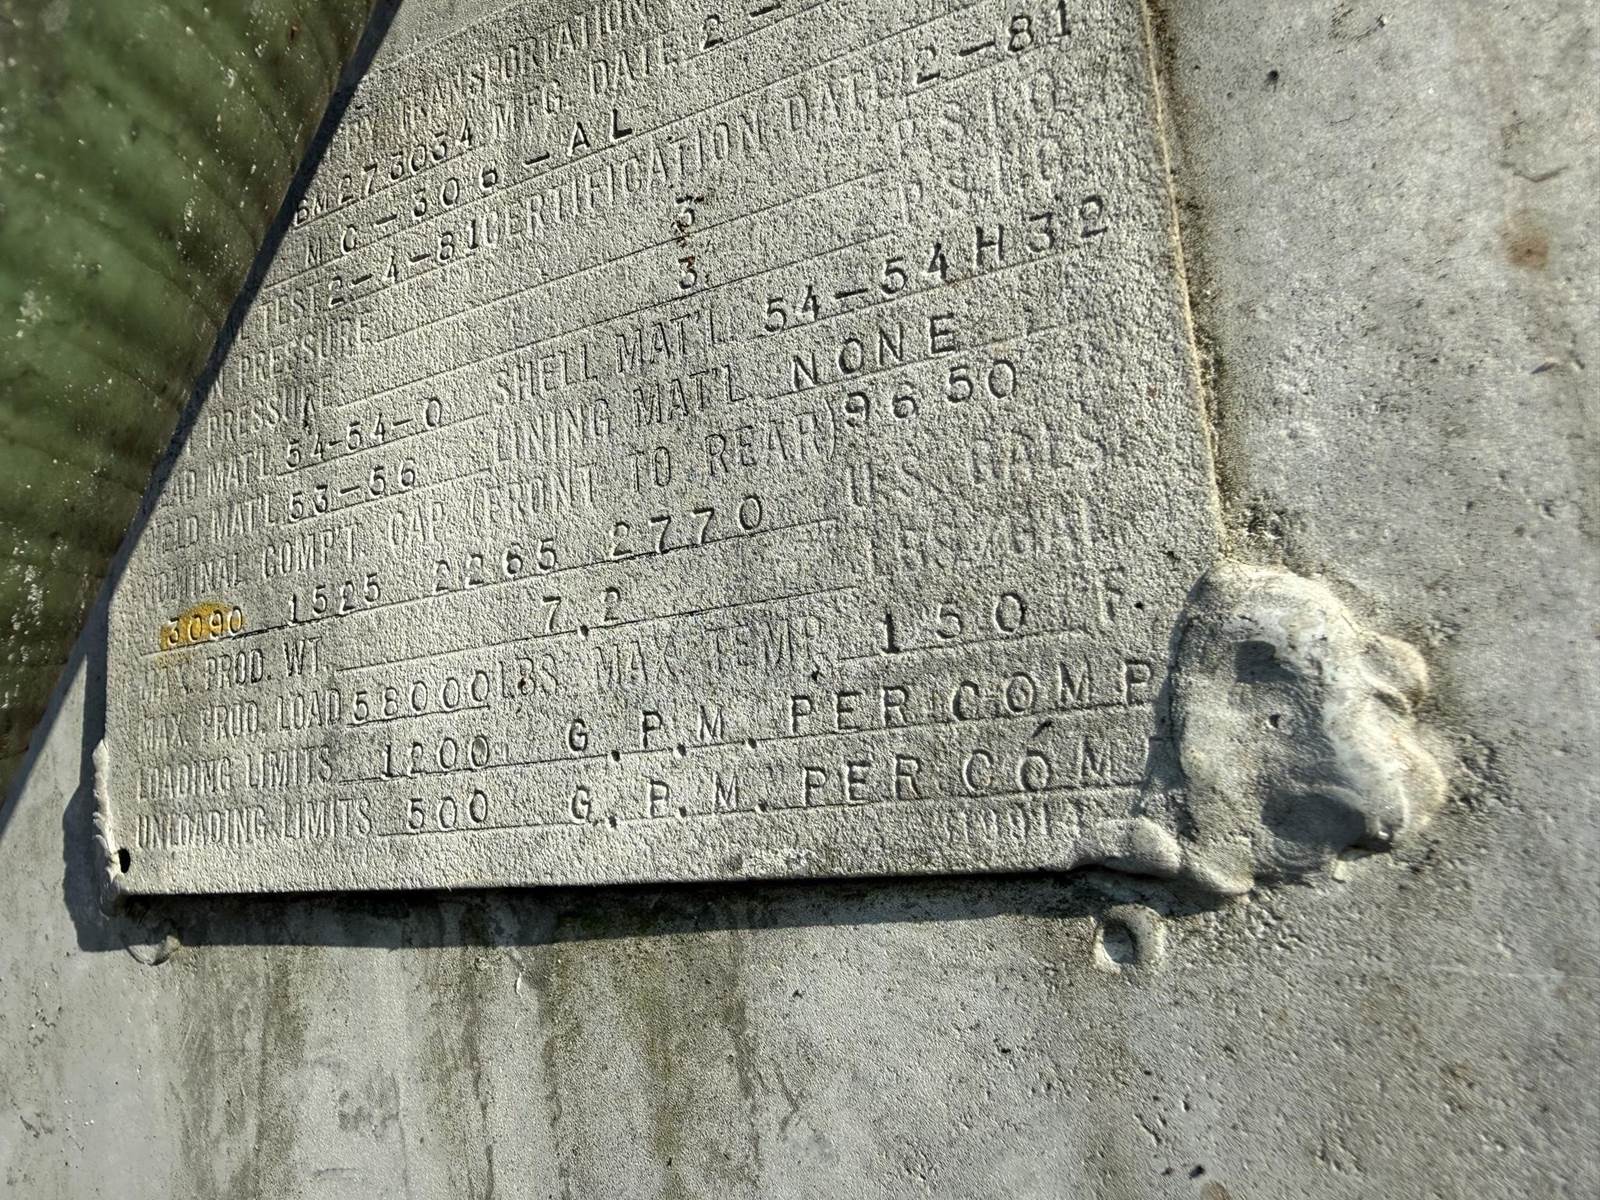 BY TRANSPORTATION
BM273034 MFG. DATE 2-
MC-306-AL
TEST 2-4-81 CERTIFICATION DATE 2-81
PRESSURE 3 PSIG
PRESSURE 3 PSIG
MAT'L 54-54-0 SHELL MAT'L 54-54H32
MAT'L 53-56 LINING MAT'L NONE
NOMINAL COMP'T CAP (FRONT TO REAR) 9650
3090 1525 2265 2770 U.S. GALS.
MAX. PROD. WT. 7.2 LBS/GAL
MAX. PROD. LOAD 58000 LBS MAX. TEMP. 150 F.
LOADING LIMITS 1200 G.P.M. PER COMP
UNLOADING LIMITS 500 G.P.M. PER COM